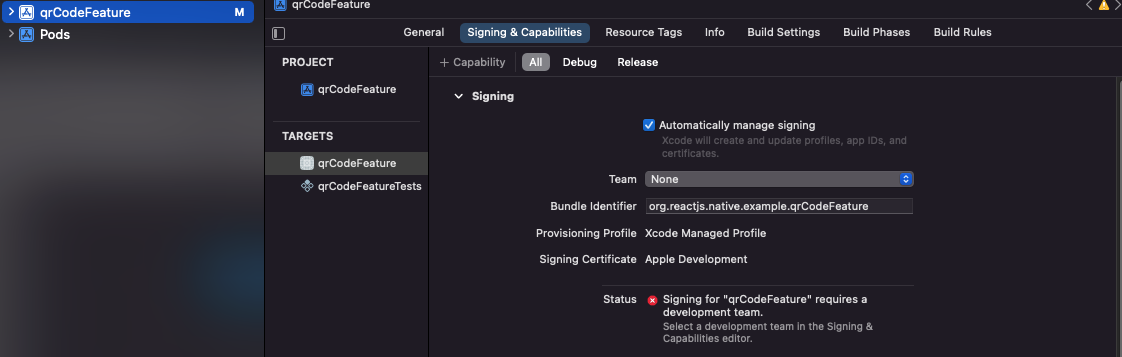 qrCodeFeature M
Pods
qrCodeFeature
General Signing & Capabilities Resource Tags Info Build Settings Build Phases Build Rules
+ Capability All Debug Release
PROJECT
qrCodeFeature
TARGETS
qrCodeFeature
qrCodeFeatureTests
Signing
Automatically manage signing
Xcode will create and update profiles, app IDs, and
certificates.
Team None
Bundle Identifier org.reactjs.native.example.qrCodeFeature
Provisioning Profile Xcode Managed Profile
Signing Certificate Apple Development
Status Signing for "qrCodeFeature" requires a
development team.
Select a development team in the Signing &
Capabilities editor.